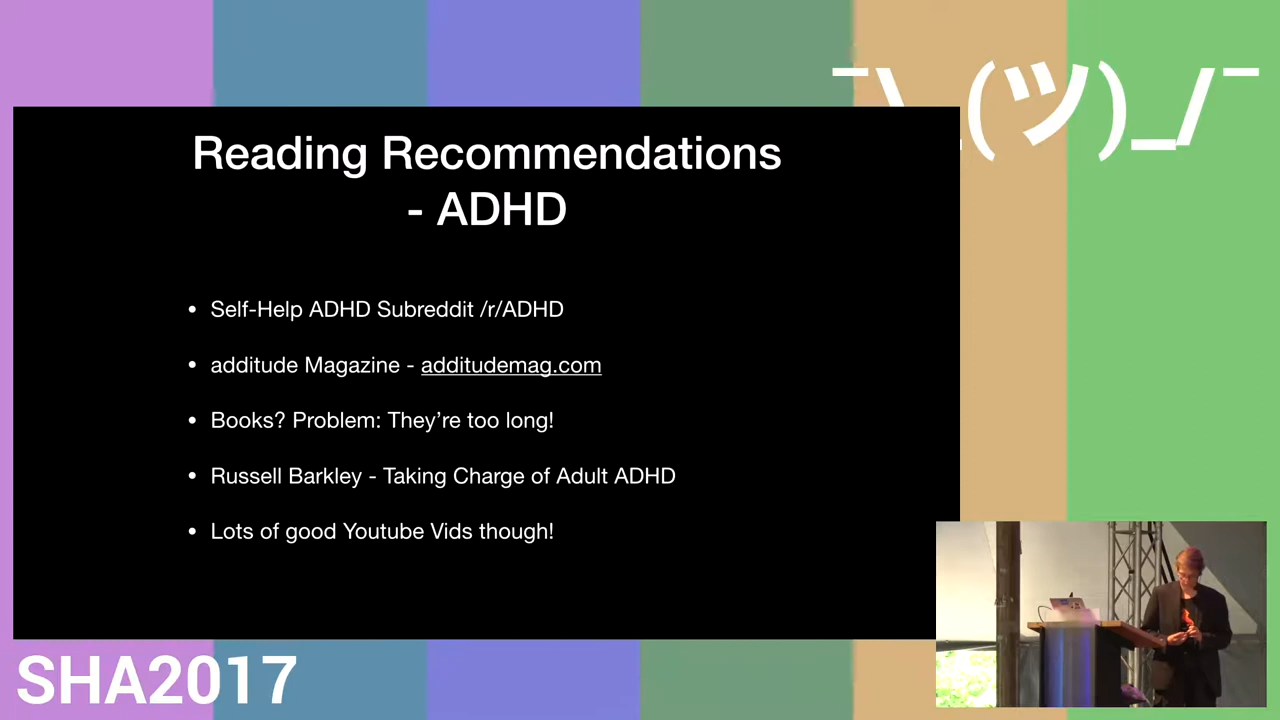 ¯\_(ツ)_/¯
Reading Recommendations
- ADHD
• Self-Help ADHD Subreddit /r/ADHD
• additude Magazine - additudemag.com
• Books? Problem: They're too long!
• Russell Barkley - Taking Charge of Adult ADHD
• Lots of good Youtube Vids though!
SHA2017